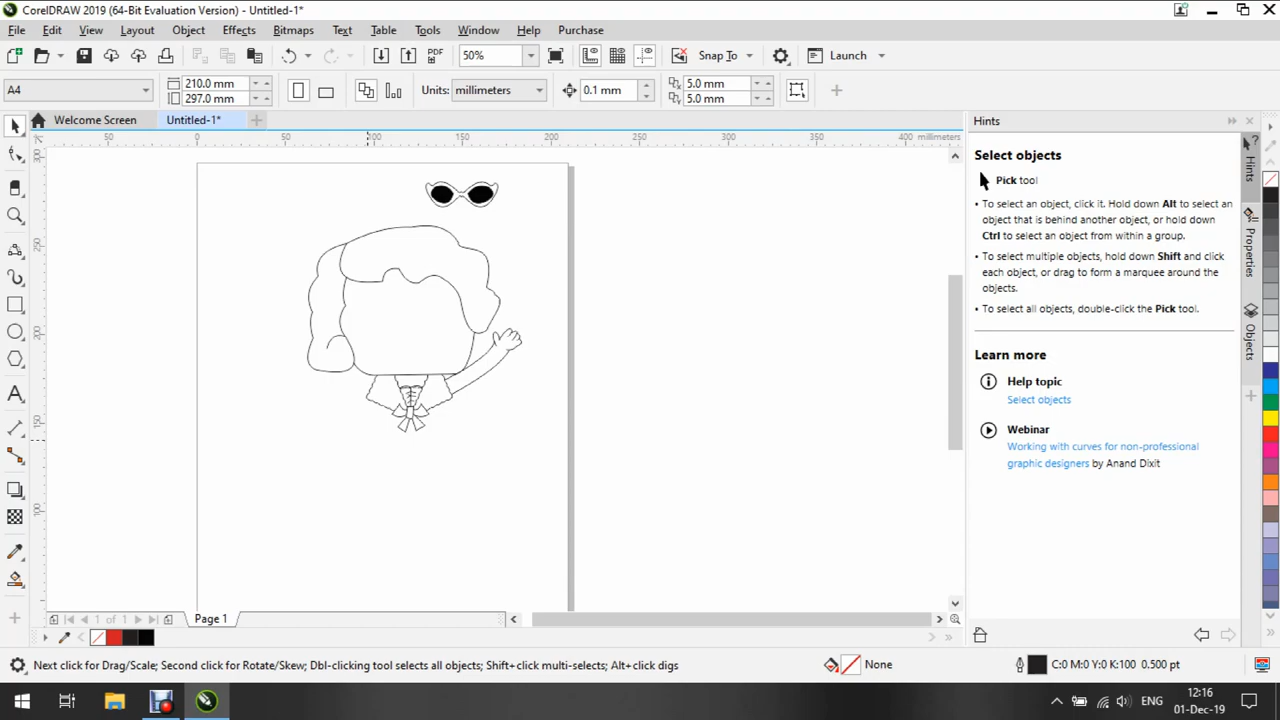 CorelDRAW 2019 (64-Bit Evaluation Version) - Untitled-1*
File Edit View Layout Object Effects Bitmaps Text Table Tools Window Help Purchase
PDF 50% Snap To Launch
A4 210.0 mm 297.0 mm Units: millimeters 0.1 mm 5.0 mm 5.0 mm
Welcome Screen Untitled-1*
50 0 50 100 150 200 250 300 350 400 millimeters
300
250
200
150
100
Hints
Select objects
Pick tool
• To select an object, click it. Hold down Alt to select an
object that is behind another object, or hold down
Ctrl to select an object from within a group.
• To select multiple objects, hold down Shift and click
each object, or drag to form a marquee around the
objects.
• To select all objects, double-click the Pick tool.
Learn more
Help topic
Select objects
Webinar
Working with curves for non-professional
graphic designers by Anand Dixit
Hints
Properties
Objects
1 of 1 Page 1
Next click for Drag/Scale; Second click for Rotate/Skew; Dbl-clicking tool selects all objects; Shift+click multi-selects; Alt+click digs
None
C:0 M:0 Y:0 K:100 0.500 pt
ENG
12:16
01-Dec-19